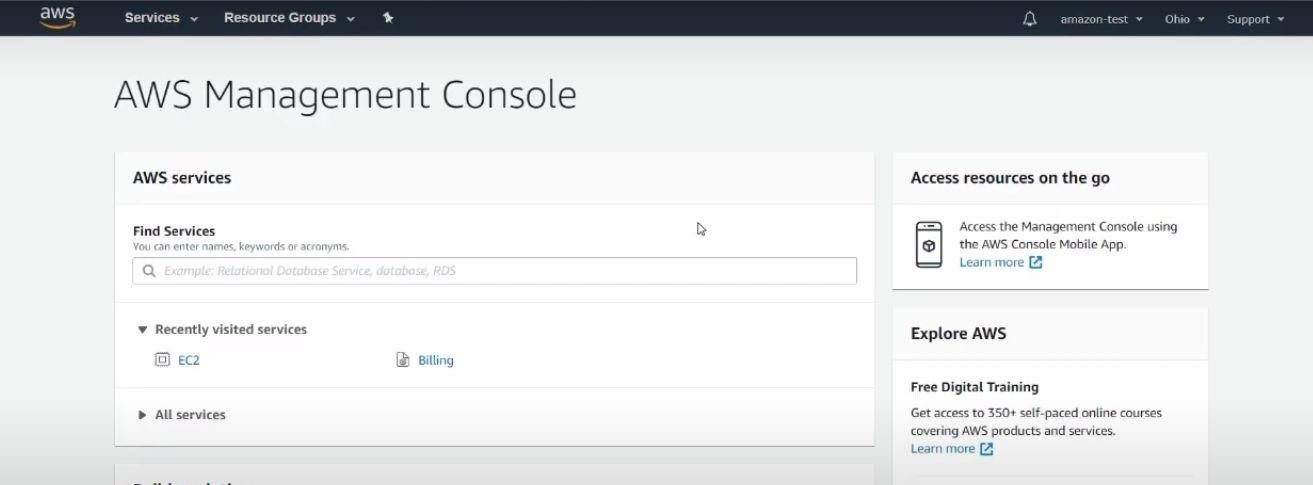 aws Services Resource Groups amazon-test Ohio Support
AWS Management Console
AWS services
Find Services
You can enter names, keywords or acronyms.
Example: Relational Database Service, database, RDS
Recently visited services
EC2 Billing
All services
Access resources on the go
Access the Management Console using
the AWS Console Mobile App.
Learn more
Explore AWS
Free Digital Training
Get access to 350+ self-paced online courses
covering AWS products and services.
Learn more